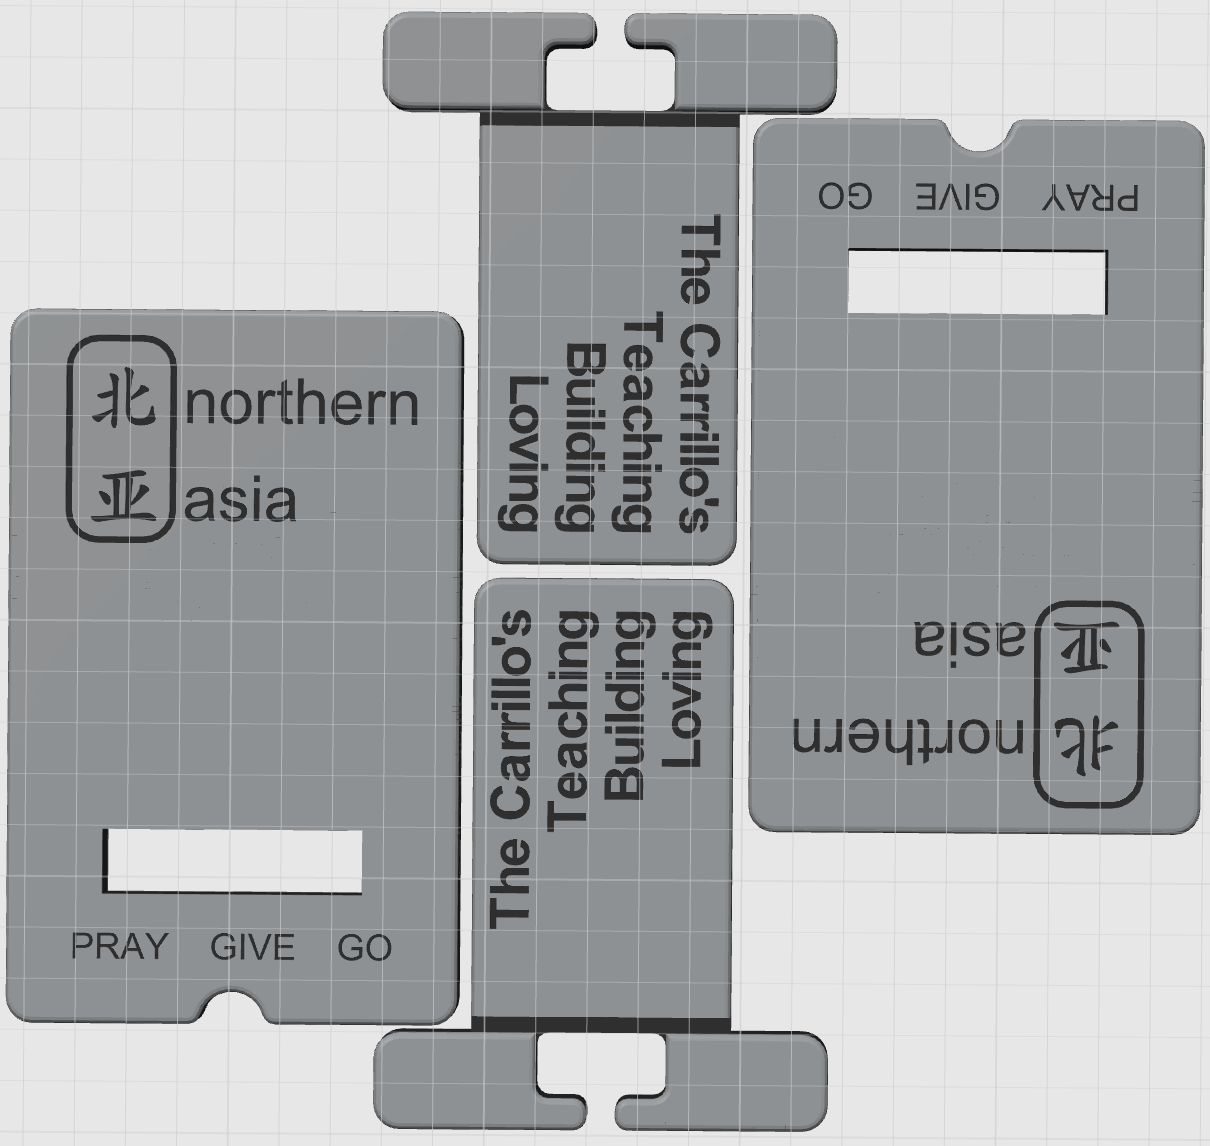 北 northern
亚 asia
PRAY GIVE GO
The Carrillo's
Teaching
Building
Loving
The Carrillo's
Teaching
Building
Loving
PRAY GIVE GO
北 northern
亚 asia